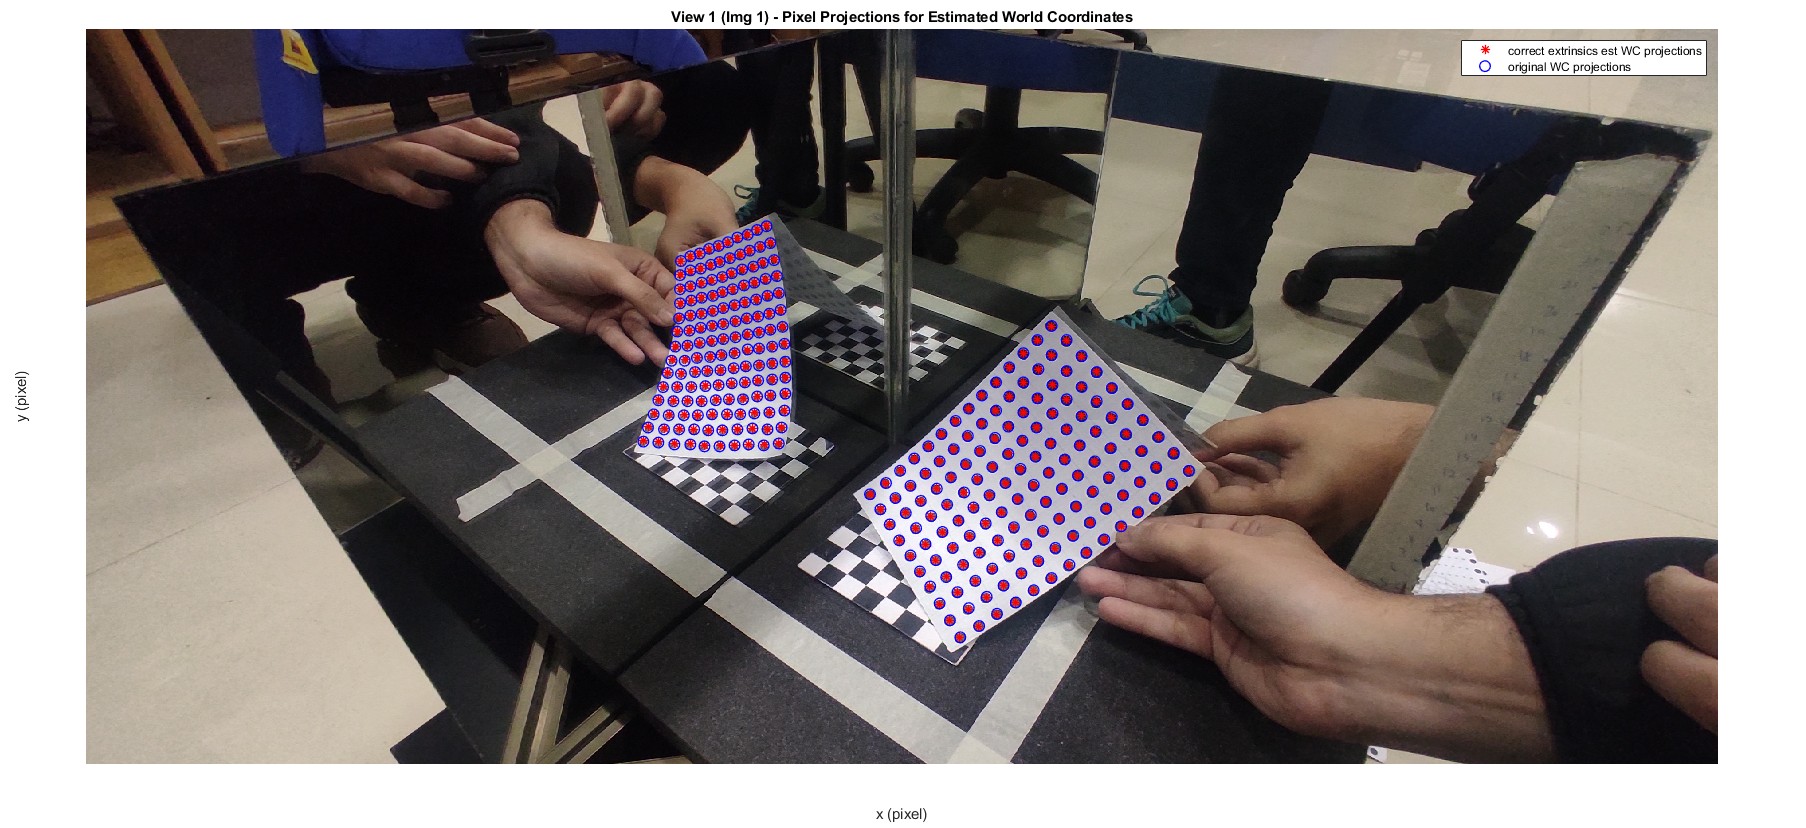 View 1 (Img 1) - Pixel Projections for Estimated World Coordinates
correct extrinsics est WC projections
original WC projections
y (pixel)
x (pixel)